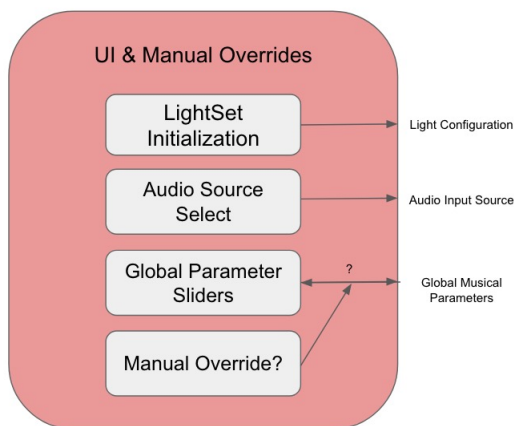 UI & Manual Overrides
LightSet
Initialization
Light Configuration
Audio Source
Select
Audio Input Source
Global Parameter
Sliders
?
Global Musical
Parameters
Manual Override?